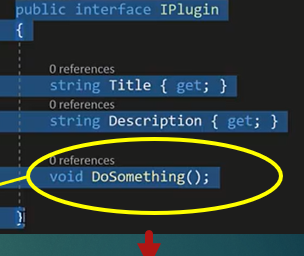 public interface IPlugin
{
0 references
string Title { get; }
0 references
string Description { get; }
0 references
void DoSomething();
}